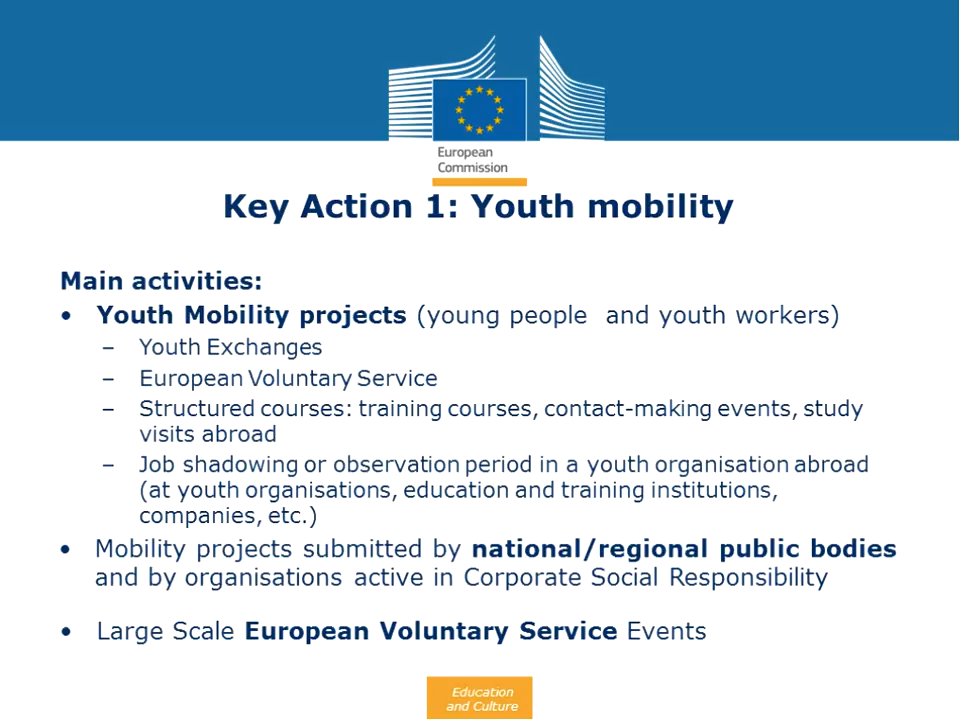 European
Commission
Key Action 1: Youth mobility
Main activities:
• Youth Mobility projects (young people and youth workers)
– Youth Exchanges
– European Voluntary Service
– Structured courses: training courses, contact-making events, study
visits abroad
– Job shadowing or observation period in a youth organisation abroad
(at youth organisations, education and training institutions,
companies, etc.)
• Mobility projects submitted by national/regional public bodies
and by organisations active in Corporate Social Responsibility
• Large Scale European Voluntary Service Events
Education
and Culture